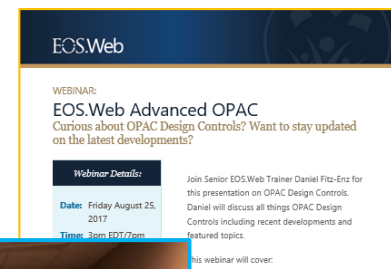 EOS.Web
WEBINAR:
EOS.Web Advanced OPAC
Curious about OPAC Design Controls? Want to stay updated
on the latest developments?
Webinar Details:
Date: Friday August 25,
2017
Time: 3pm EDT/7pm
Join Senior EOS.Web Trainer Daniel Fitz-Enz for
this presentation on OPAC Design Controls.
Daniel will discuss all things OPAC Design
Controls including recent developments and
featured topics.
his webinar will cover: